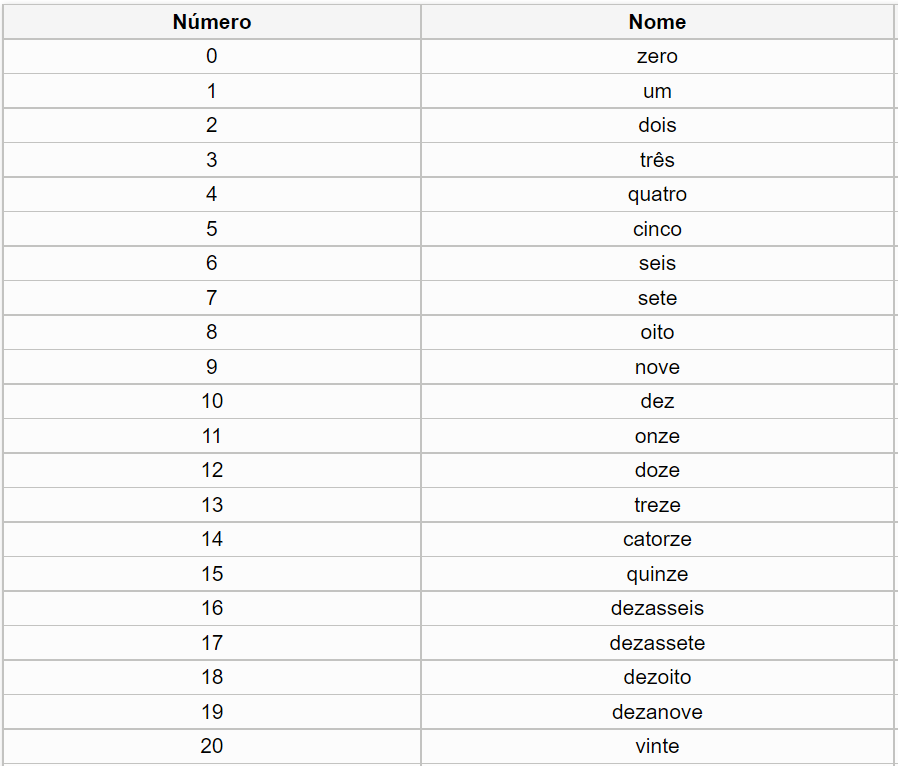 Número Nome
0 zero
1 um
2 dois
3 três
4 quatro
5 cinco
6 seis
7 sete
8 oito
9 nove
10 dez
11 onze
12 doze
13 treze
14 catorze
15 quinze
16 dezasseis
17 dezassete
18 dezoito
19 dezanove
20 vinte